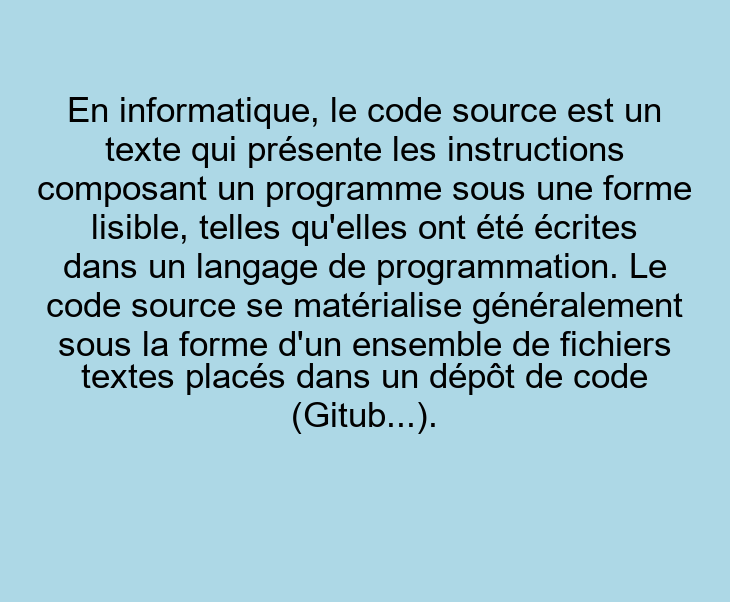 En informatique, le code source est un
texte qui présente les instructions
composant un programme sous une forme
lisible, telles qu'elles ont été écrites
dans un langage de programmation. Le
code source se matérialise généralement
sous la forme d'un ensemble de fichiers
textes placés dans un dépôt de code
(Gitub...).